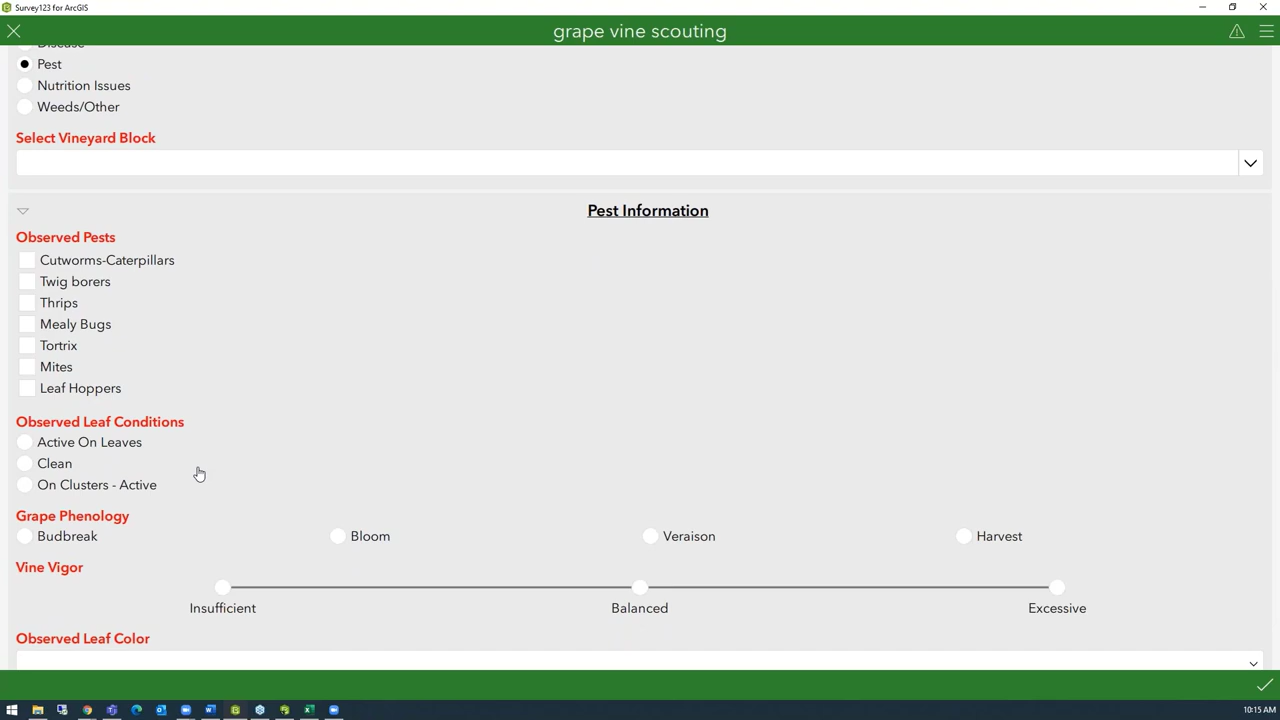 Survey123 for ArcGIS
grape vine scouting
Disease
Pest
Nutrition Issues
Weeds/Other
Select Vineyard Block
Pest Information
Observed Pests
Cutworms-Caterpillars
Twig borers
Thrips
Mealy Bugs
Tortrix
Mites
Leaf Hoppers
Observed Leaf Conditions
Active On Leaves
Clean
On Clusters - Active
Grape Phenology
Budbreak Bloom Veraison Harvest
Vine Vigor
Insufficient Balanced Excessive
Observed Leaf Color
10:15 AM